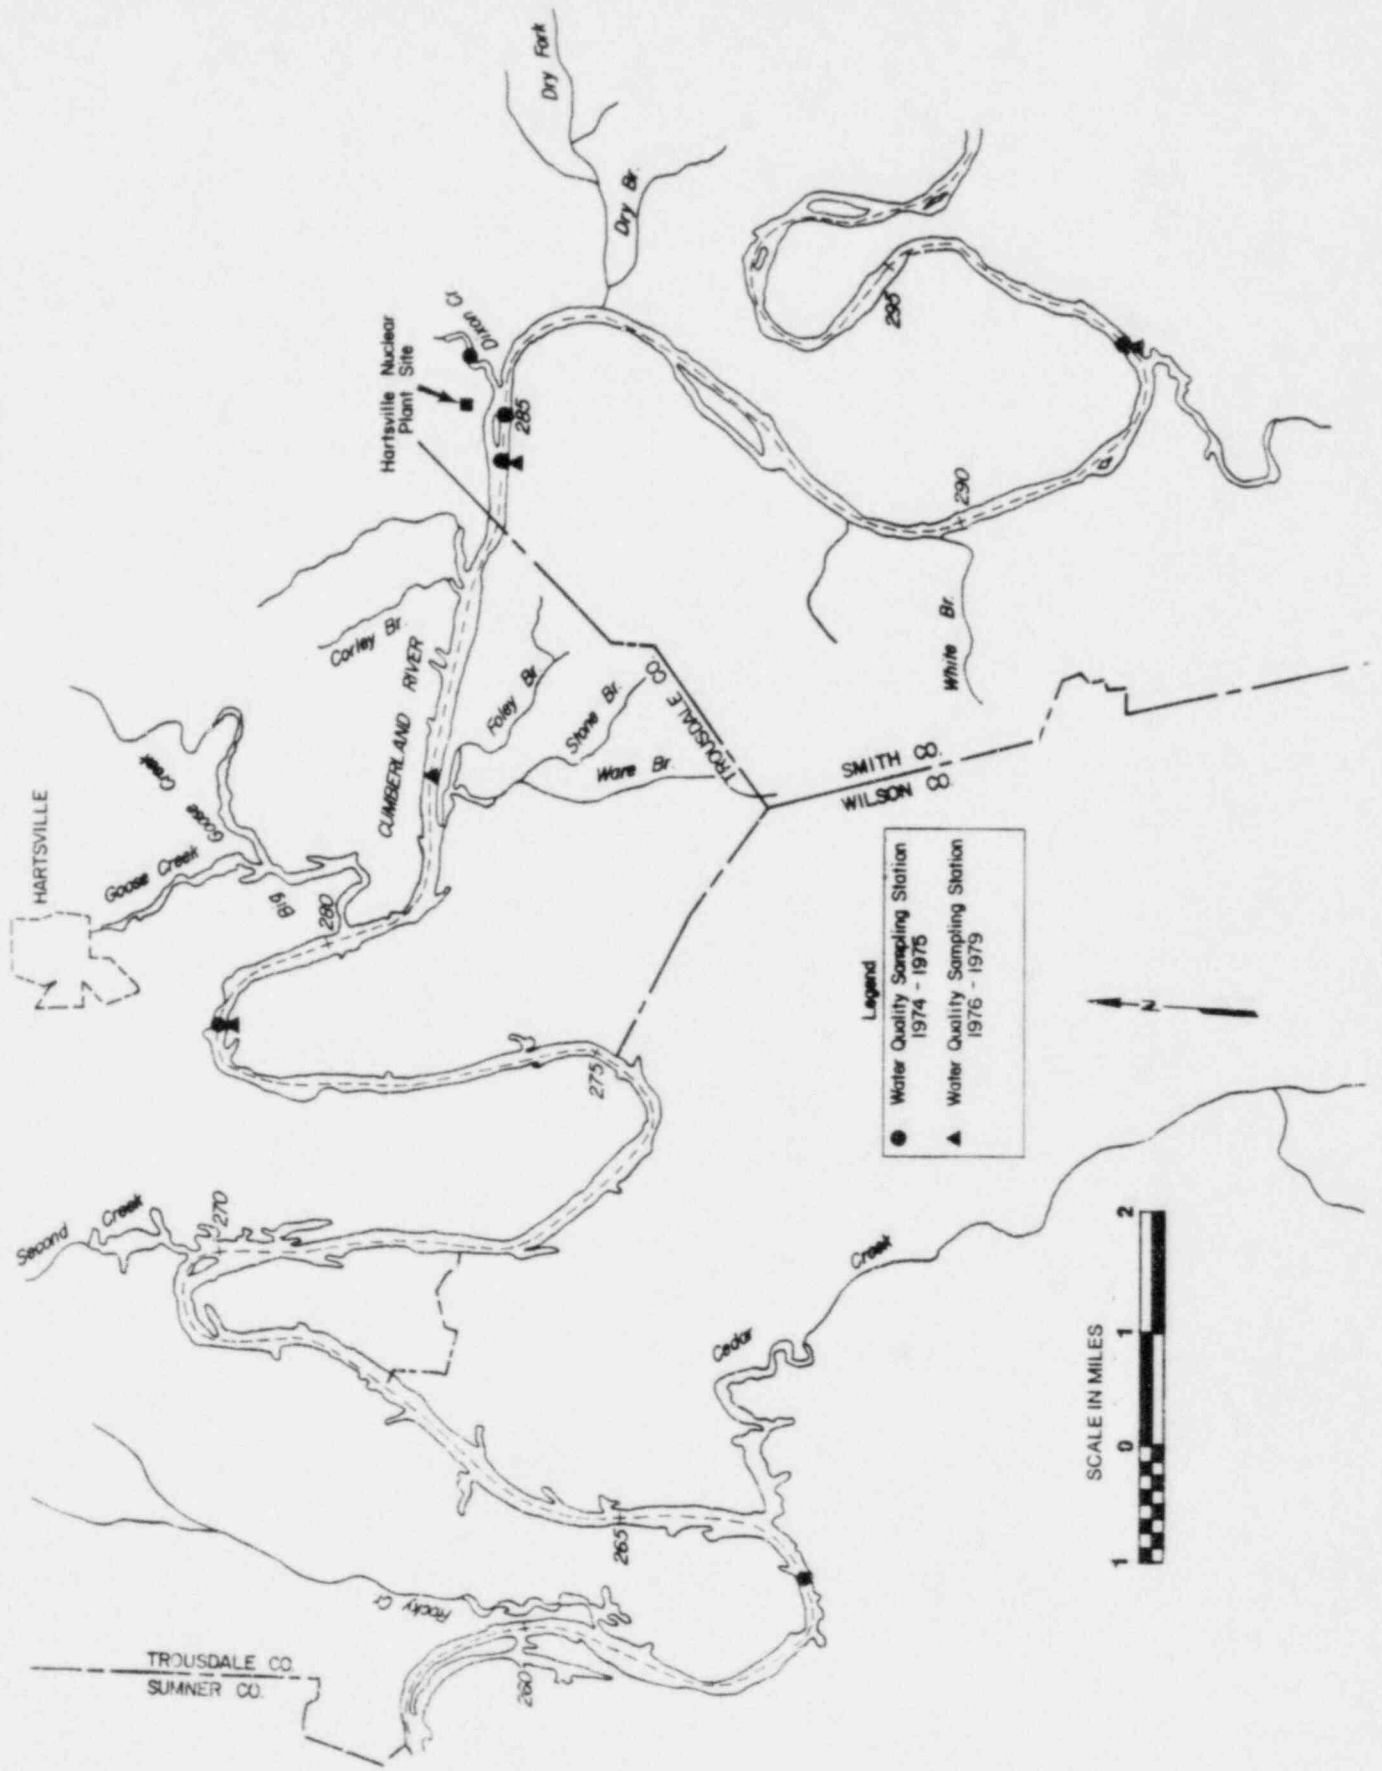 HARTSVILLE
Second
Creek
270
Goose Creek
Big
Goose
Creek
280
CUMBERLAND RIVER
Corley Br.
Hartsville Nuclear
Plant Site
Dixon Cr.
285
Dry Fork
Dry Br.
Foley Br.
Stone Br.
Ware Br.
TROUSDALE CO.
SMITH CO.
WILSON CO.
White Br.
290
295
275
TROUSDALE CO.
SUMNER CO.
Rocky Cr.
260
265
Cedar
Creek
Legend
Water Quality Sampling Station
1974 - 1975
Water Quality Sampling Station
1976 - 1979
N
SCALE IN MILES
1 0 1 2